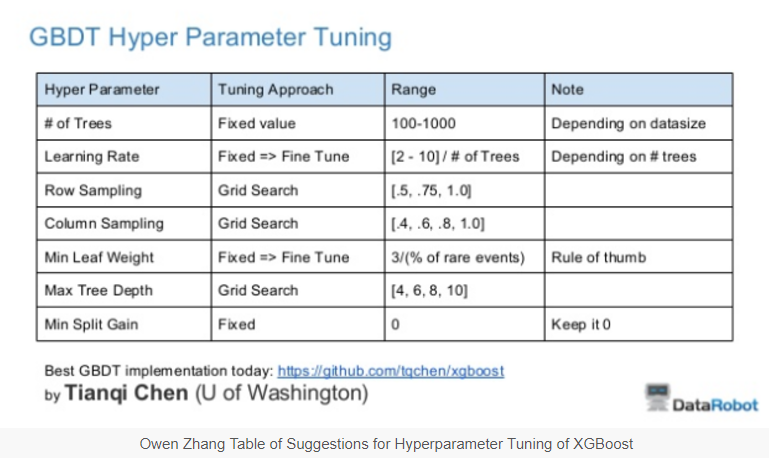 GBDT Hyper Parameter Tuning
Hyper Parameter Tuning Approach Range Note
# of Trees Fixed value 100-1000 Depending on datasize
Learning Rate Fixed => Fine Tune [2 - 10] / # of Trees Depending on # trees
Row Sampling Grid Search [.5, .75, 1.0]
Column Sampling Grid Search [.4, .6, .8, 1.0]
Min Leaf Weight Fixed => Fine Tune 3/(% of rare events) Rule of thumb
Max Tree Depth Grid Search [4, 6, 8, 10]
Min Split Gain Fixed 0 Keep it 0
Best GBDT implementation today: https://github.com/tqchen/xgboost
by Tianqi Chen (U of Washington)
DataRobot
Owen Zhang Table of Suggestions for Hyperparameter Tuning of XGBoost